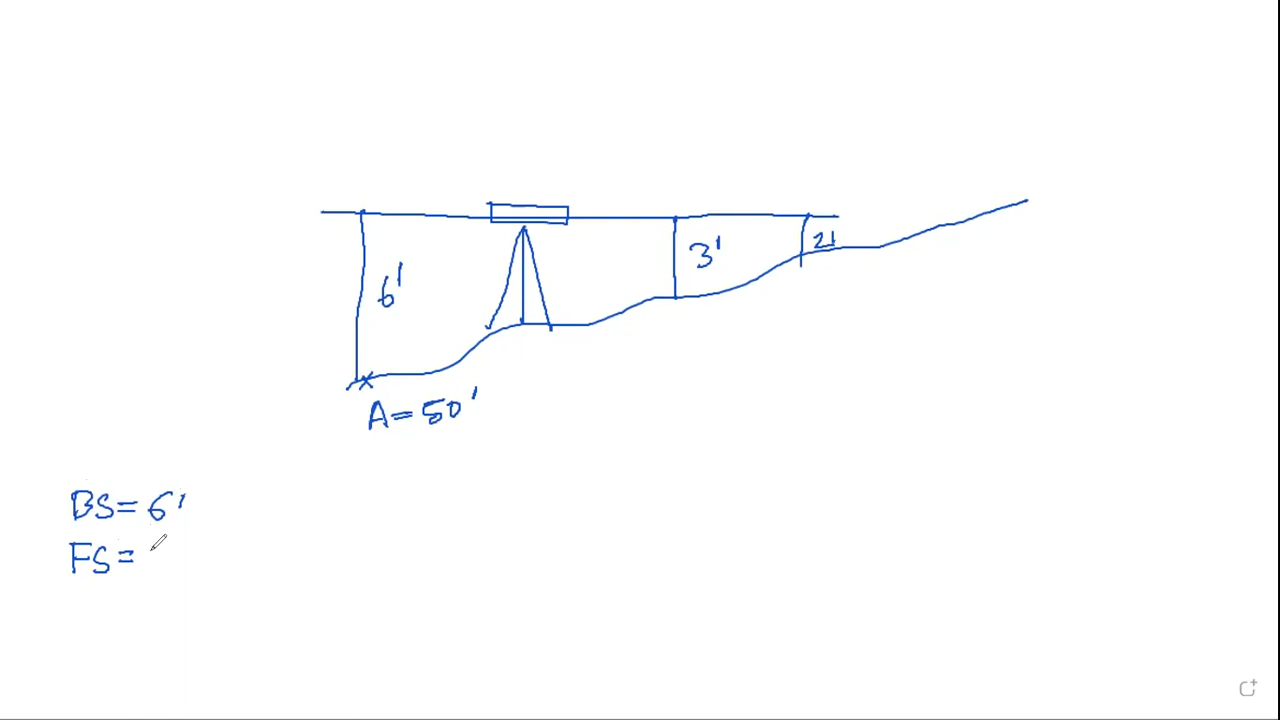 6'
3'
2'
A = 50'
BS = 6'
FS =